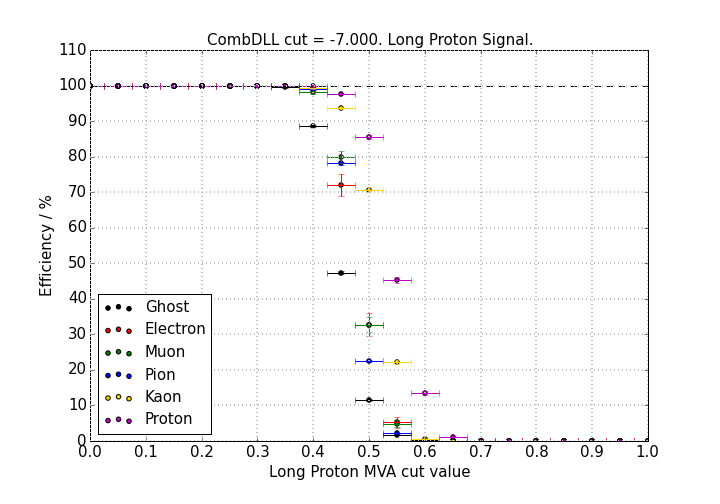 CombDLL cut = -7.000. Long Proton Signal.
Efficiency / %
110
100
90
80
70
60
50
40
30
20
10
0
Ghost
Electron
Muon
Pion
Kaon
Proton
0.0 0.1 0.2 0.3 0.4 0.5 0.6 0.7 0.8 0.9 1.0
Long Proton MVA cut value